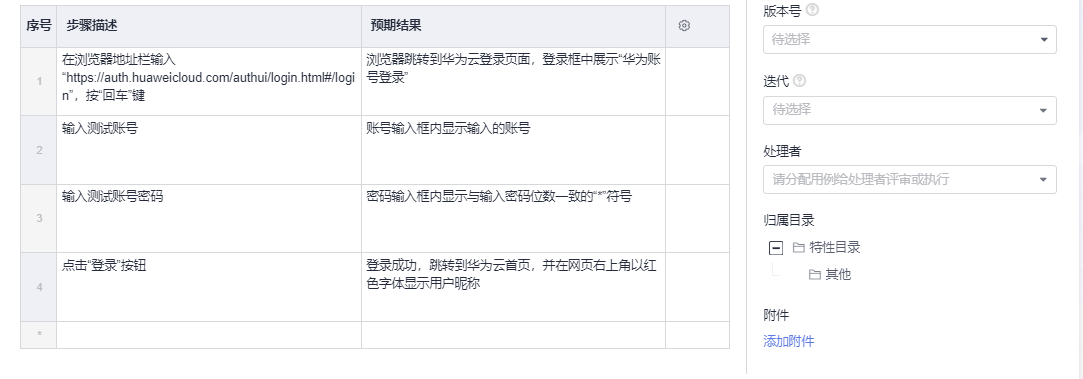 序号 步骤描述 预期结果
1 在浏览器地址栏输入 浏览器跳转到华为云登录页面，登录框中展示“华为账
“https://auth.huaweicloud.com/authui/login.html#/log 号登录”
in”，按“回车”键
2 输入测试账号 账号输入框内显示输入的账号
3 输入测试账号密码 密码输入框内显示与输入密码位数一致的“*”符号
4 点击“登录”按钮 登录成功，跳转到华为云首页，并在网页右上角以红
色字体显示用户昵称
*
版本号
待选择
迭代
待选择
处理者
请分配用例给处理者评审或执行
归属目录
特性目录
其他
附件
添加附件